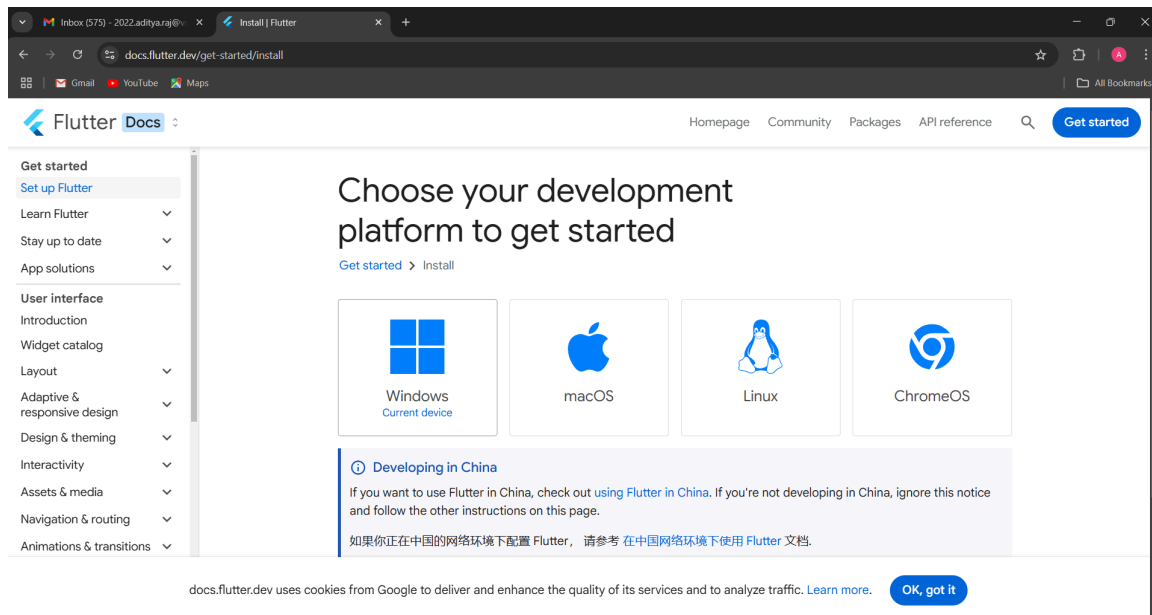 Inbox (575) - 2022.aditya.raj@v
Install | Flutter
docs.flutter.dev/get-started/install
A
Gmail
YouTube
Maps
All Bookmarks
Flutter Docs
Homepage
Community
Packages
API reference
Get started
Get started
Set up Flutter
Learn Flutter
Stay up to date
App solutions
User interface
Introduction
Widget catalog
Layout
Adaptive &
responsive design
Design & theming
Interactivity
Assets & media
Navigation & routing
Animations & transitions
Choose your development
platform to get started
Get started > Install
Windows
Current device
macOS
Linux
ChromeOS
Developing in China
If you want to use Flutter in China, check out using Flutter in China. If you're not developing in China, ignore this notice
and follow the other instructions on this page.
如果你正在中国的网络环境下配置 Flutter， 请参考 在中国网络环境下使用 Flutter 文档.
docs.flutter.dev uses cookies from Google to deliver and enhance the quality of its services and to analyze traffic. Learn more.
OK, got it